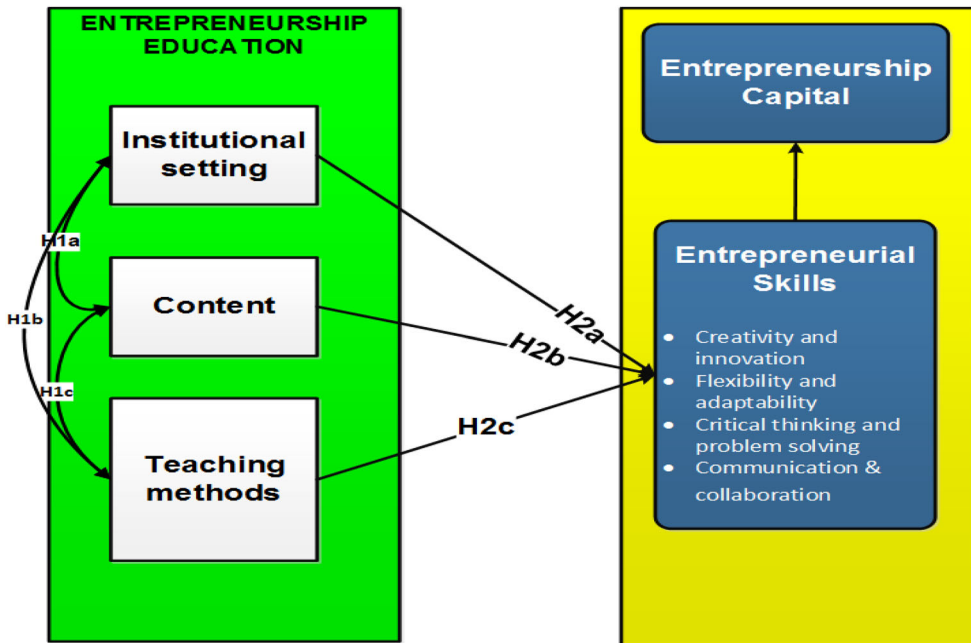 ENTREPRENEURSHIP
EDUCATION
Institutional
setting
H1a
Content
H1b
H1c
Teaching
methods
H2a
H2b
H2c
Entrepreneurship
Capital
Entrepreneurial
Skills
• Creativity and
innovation
• Flexibility and
adaptability
• Critical thinking and
problem solving
• Communication &
collaboration